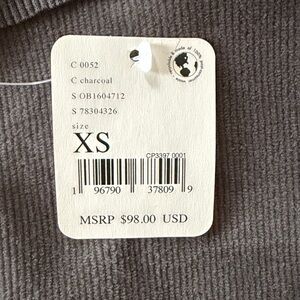 C 0052
C charcoal
S OB1604712
S 78304326
size
XS
CP3397 0001
1 96790 37809 9
MSRP $98.00 USD